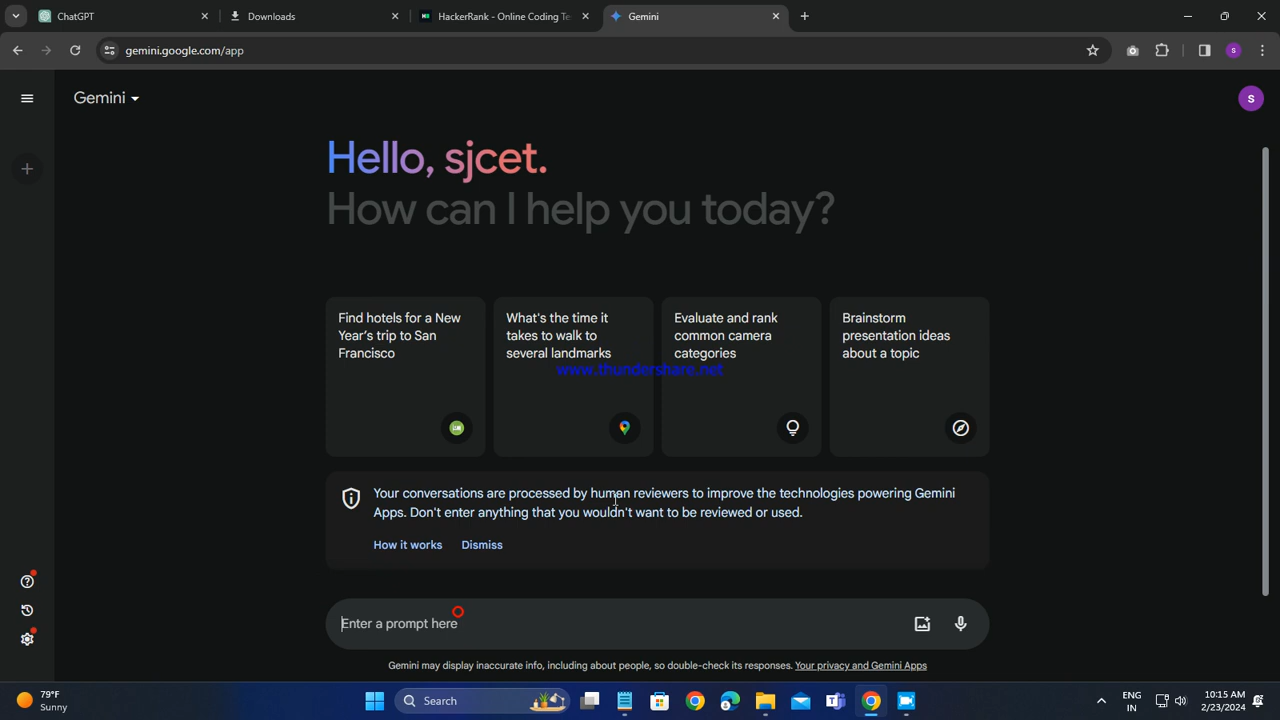 ChatGPT
Downloads
HackerRank - Online Coding Te
Gemini
gemini.google.com/app
S
Gemini
S
Hello, sjcet.
How can I help you today?
Find hotels for a New
Year's trip to San
Francisco
What's the time it
takes to walk to
several landmarks
Evaluate and rank
common camera
categories
Brainstorm
presentation ideas
about a topic
www.thundershare.net
Your conversations are processed by human reviewers to improve the technologies powering Gemini
Apps. Don't enter anything that you wouldn't want to be reviewed or used.
How it works Dismiss
Enter a prompt here
Gemini may display inaccurate info, including about people, so double-check its responses. Your privacy and Gemini Apps
79°F
Sunny
Search
ENG
IN
10:15 AM
2/23/2024